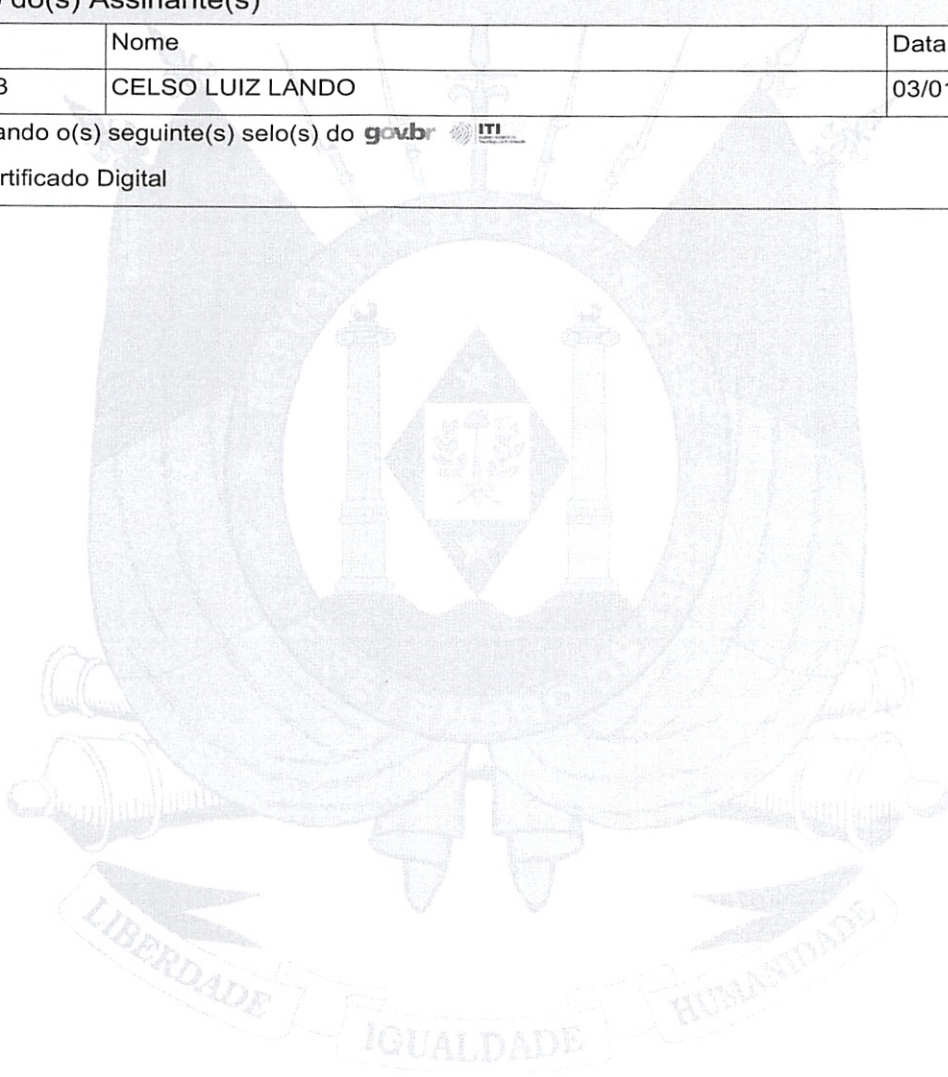 do(s) Assinante(s)
Nome Data
3 CELSO LUIZ LANDO 03/01
ando o(s) seguinte(s) selo(s) do gov.br ITI
rtificado Digital
LIBERDADE IGUALDADE HUMANIDADE